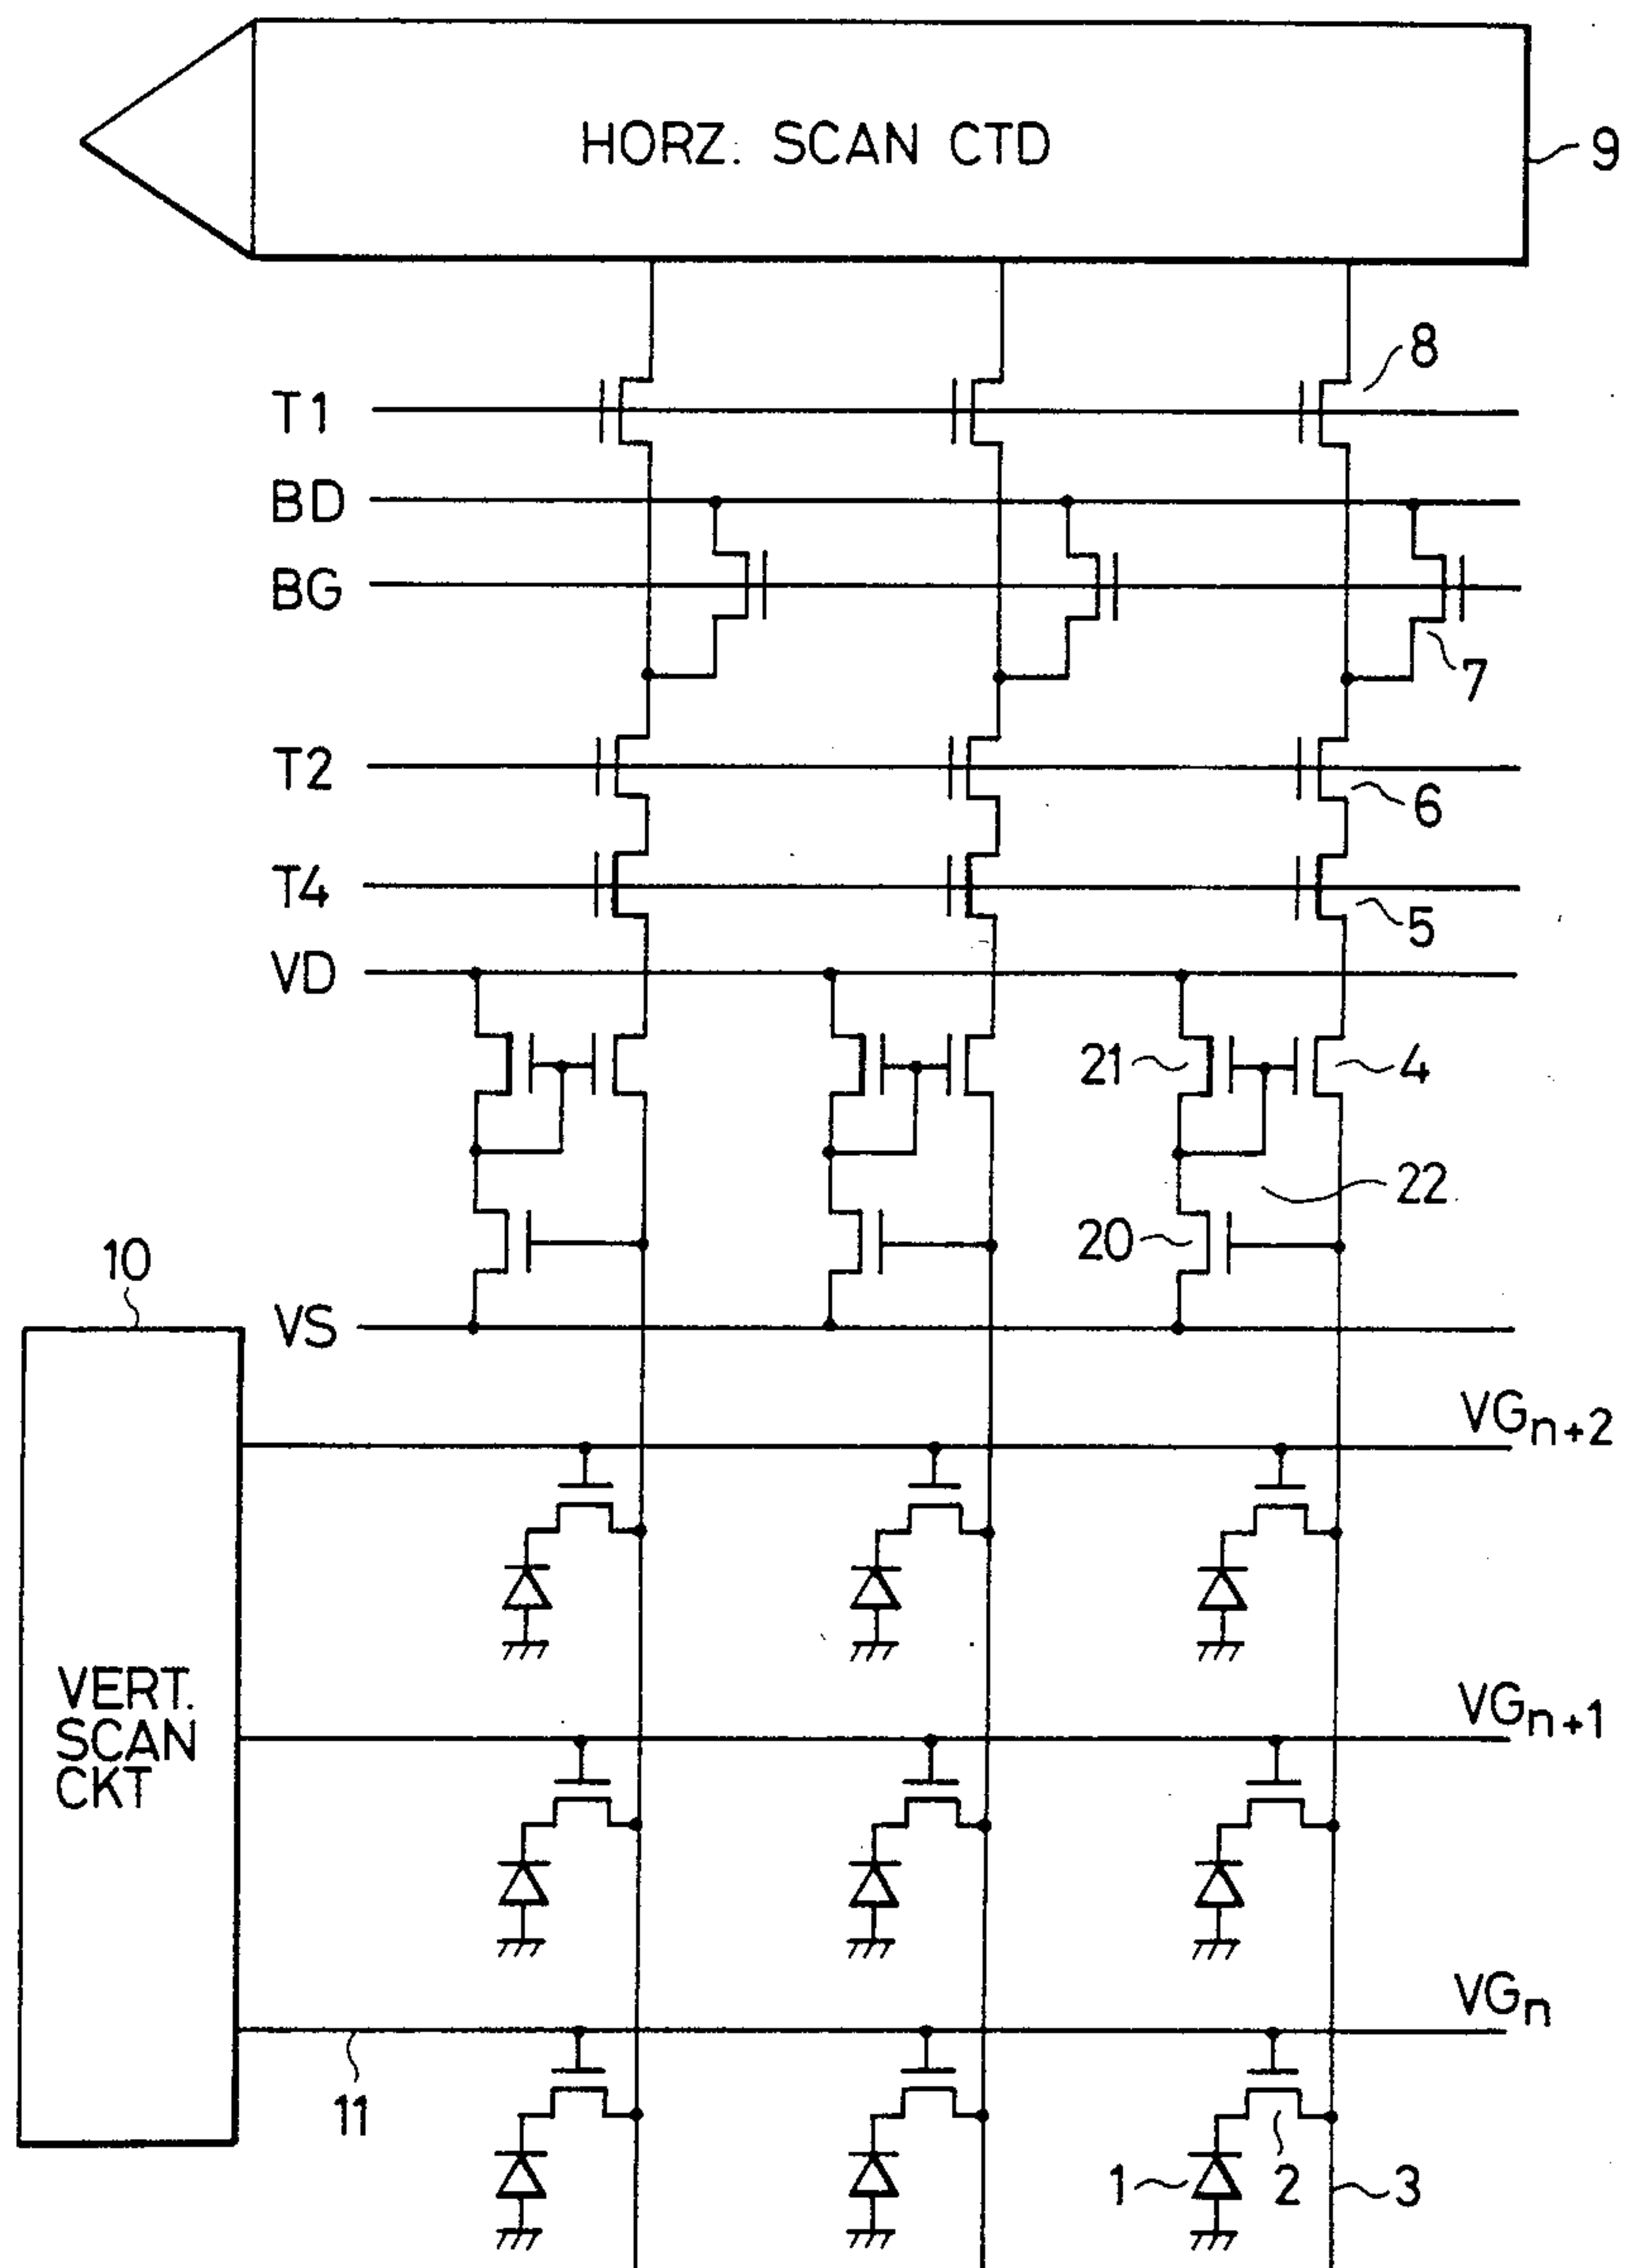 HORZ. SCAN CTD
9
8
T1
BD
BG
7
T2
6
T4
5
VD
21
4
22
20
10
VS
VGn+2
VERT.
SCAN
CKT
VGn+1
VGn
11
1
2
3